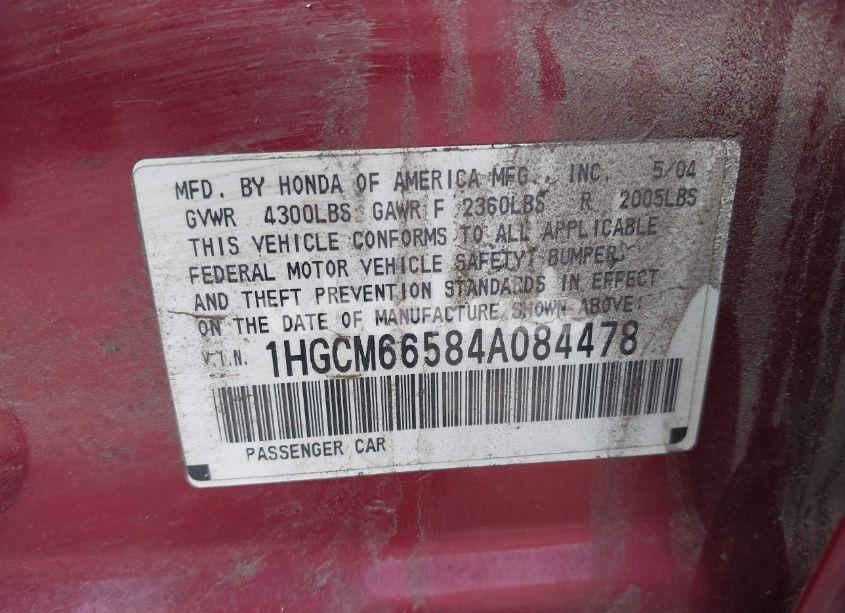 MFD. BY HONDA OF AMERICA MFG., INC. 5/04
GVWR 4300LBS GAWR F 2360LBS R 2005LBS
THIS VEHICLE CONFORMS TO ALL APPLICABLE
FEDERAL MOTOR VEHICLE SAFETY, BUMPER,
AND THEFT PREVENTION STANDARDS IN EFFECT
ON THE DATE OF MANUFACTURE SHOWN ABOVE.
V.I.N. 1HGCM66584A084478
PASSENGER CAR